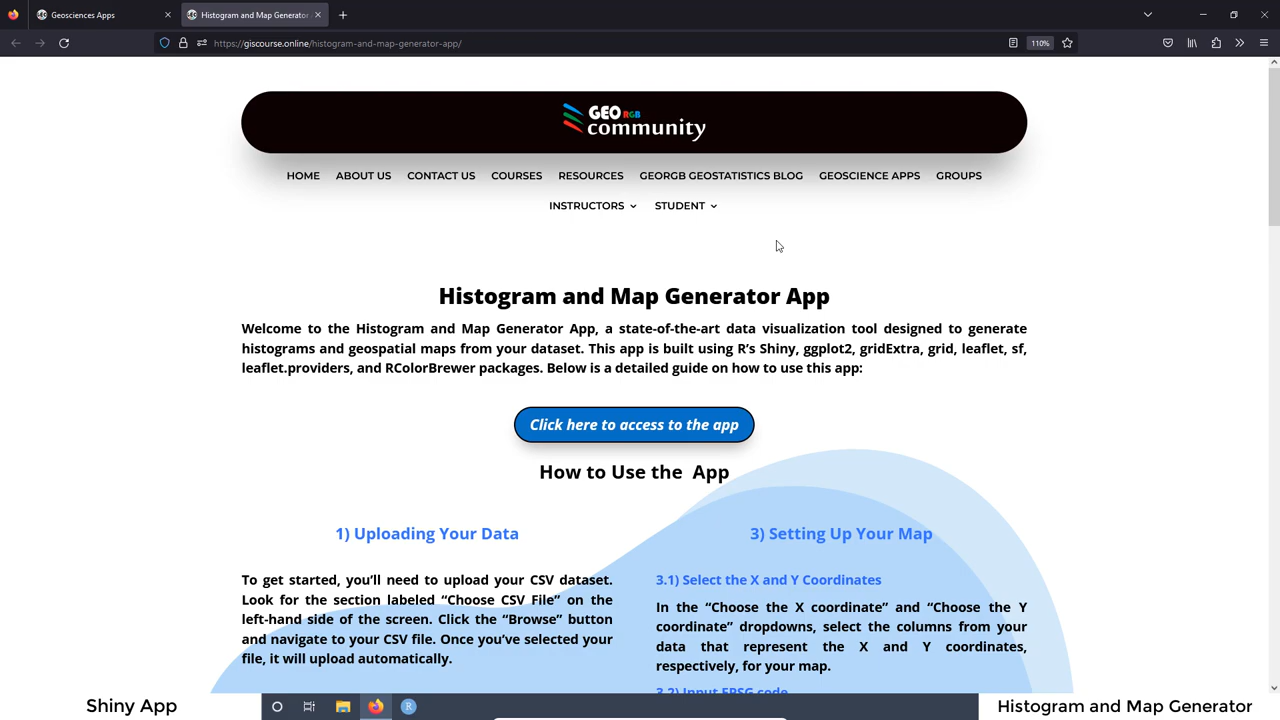 Geosciences Apps
Histogram and Map Generator
https://giscourse.online/histogram-and-map-generator-app/
110%
GEO RGB
community
HOME ABOUT US CONTACT US COURSES RESOURCES GEORGB GEOSTATISTICS BLOG GEOSCIENCE APPS GROUPS
INSTRUCTORS STUDENT
Histogram and Map Generator App
Welcome to the Histogram and Map Generator App, a state-of-the-art data visualization tool designed to generate
histograms and geospatial maps from your dataset. This app is built using R’s Shiny, ggplot2, gridExtra, grid, leaflet, sf,
leaflet.providers, and RColorBrewer packages. Below is a detailed guide on how to use this app:
Click here to access to the app
How to Use the App
1) Uploading Your Data
To get started, you’ll need to upload your CSV dataset.
Look for the section labeled “Choose CSV File” on the
left-hand side of the screen. Click the “Browse” button
and navigate to your CSV file. Once you’ve selected your
file, it will upload automatically.
3) Setting Up Your Map
3.1) Select the X and Y Coordinates
In the “Choose the X coordinate” and “Choose the Y
coordinate” dropdowns, select the columns from your
data that represent the X and Y coordinates,
respectively, for your map.
3.2) Input EPSG code
Shiny App
R
Histogram and Map Generator